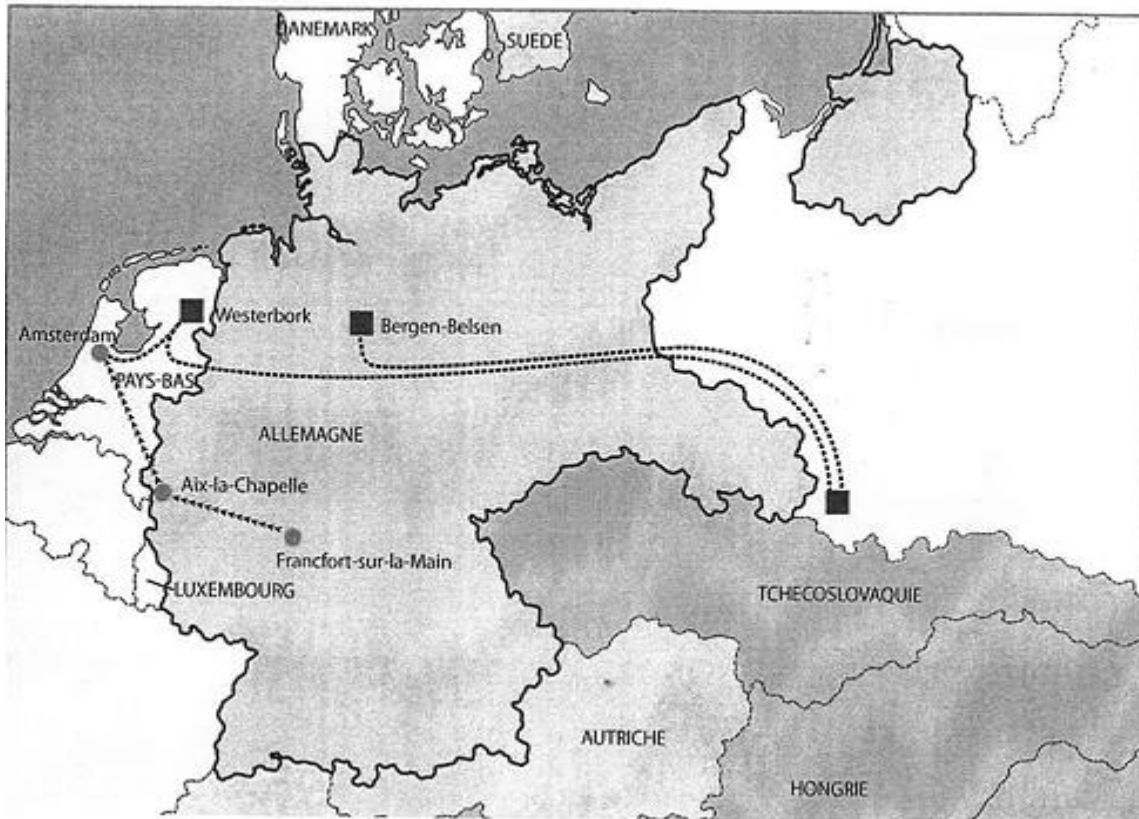 DANEMARK
SUEDE
Westerbork
Amsterdam
Bergen-Belsen
PAYS-BAS
ALLEMAGNE
Aix-la-Chapelle
Francfort-sur-la-Main
LUXEMBOURG
TCHECOSLOVAQUIE
AUTRICHE
HONGRIE